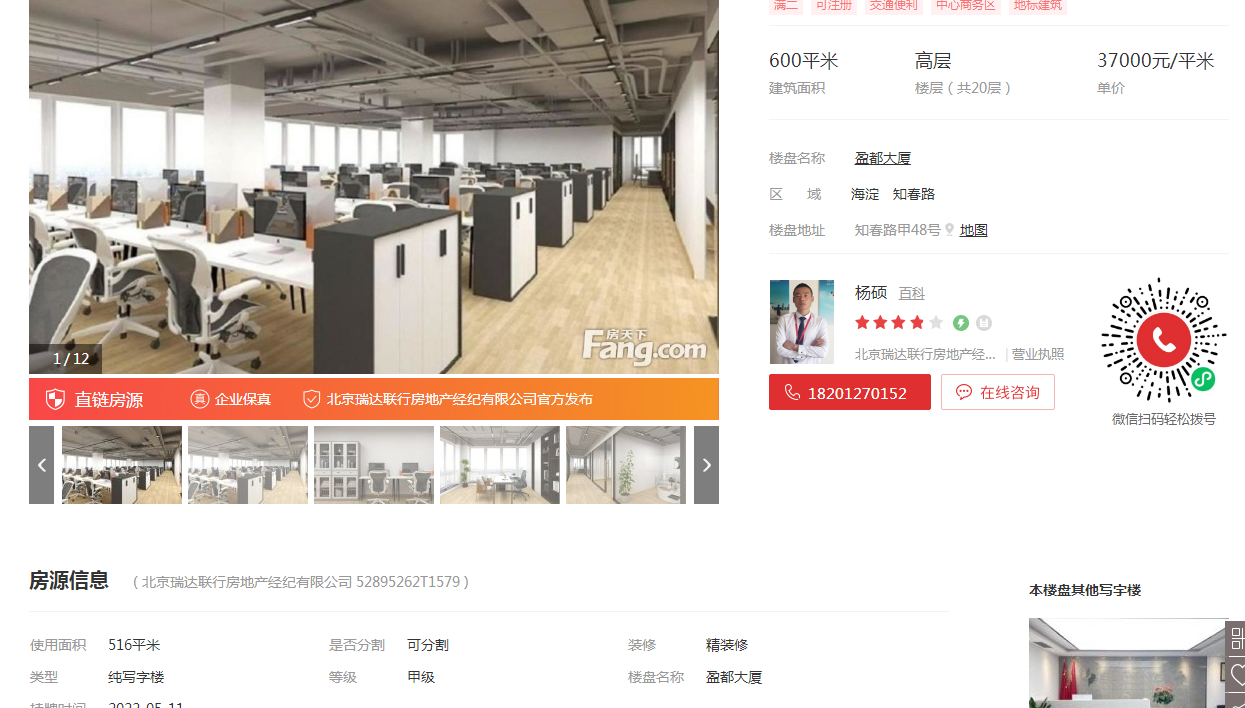 满二 可注册 交通便利 中心商务区 地标建筑
600平米 高层 37000元/平米
建筑面积 楼层（共20层） 单价
楼盘名称 盈都大厦
区 域 海淀 知春路
楼盘地址 知春路甲48号 地图
杨硕 百科
北京瑞达联行房地产经... 营业执照
18201270152 在线咨询
微信扫码轻松拨号
房天下
Fang.com
1/12
直链房源 真 企业保真 北京瑞达联行房地产经纪有限公司官方发布
房源信息 （北京瑞达联行房地产经纪有限公司 52895262T1579）
本楼盘其他写字楼
使用面积 516平米 是否分割 可分割 装修 精装修
类型 纯写字楼 等级 甲级 楼盘名称 盈都大厦
挂牌时间 2022-05-11